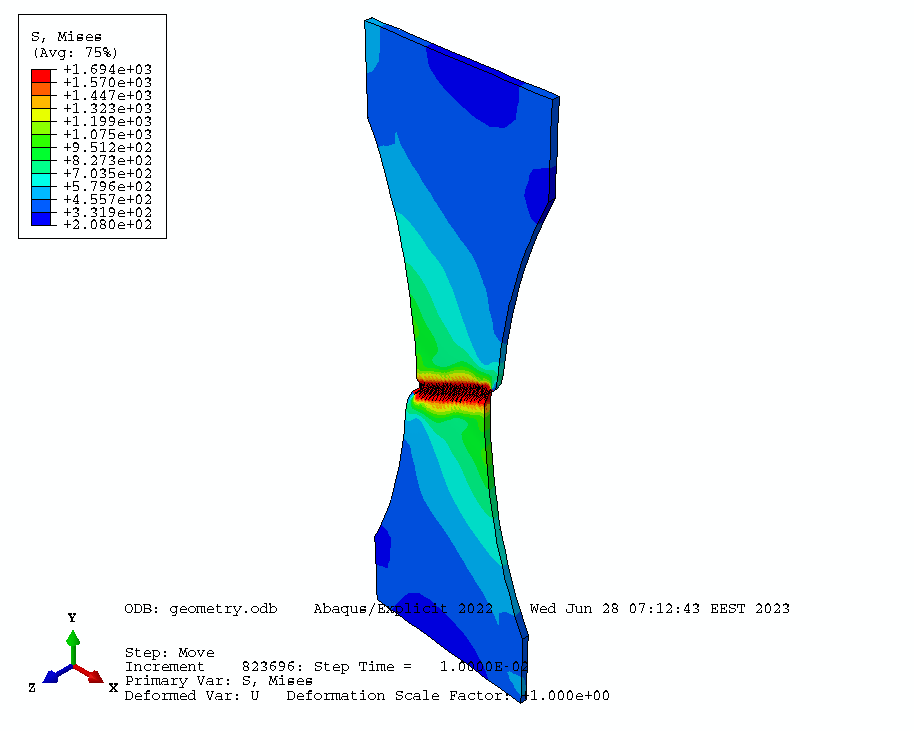 S, Mises
(Avg: 75%)
+1.694e+03
+1.570e+03
+1.447e+03
+1.323e+03
+1.199e+03
+1.075e+03
+9.512e+02
+8.273e+02
+7.035e+02
+5.796e+02
+4.557e+02
+3.319e+02
+2.080e+02
ODB: geometry.odb Abaqus/Explicit 2022 Wed Jun 28 07:12:43 EEST 2023
Y
Z X
Step: Move
Increment 823696: Step Time = 1.0000E-02
Primary Var: S, Mises
Deformed Var: U Deformation Scale Factor: +1.000e+00